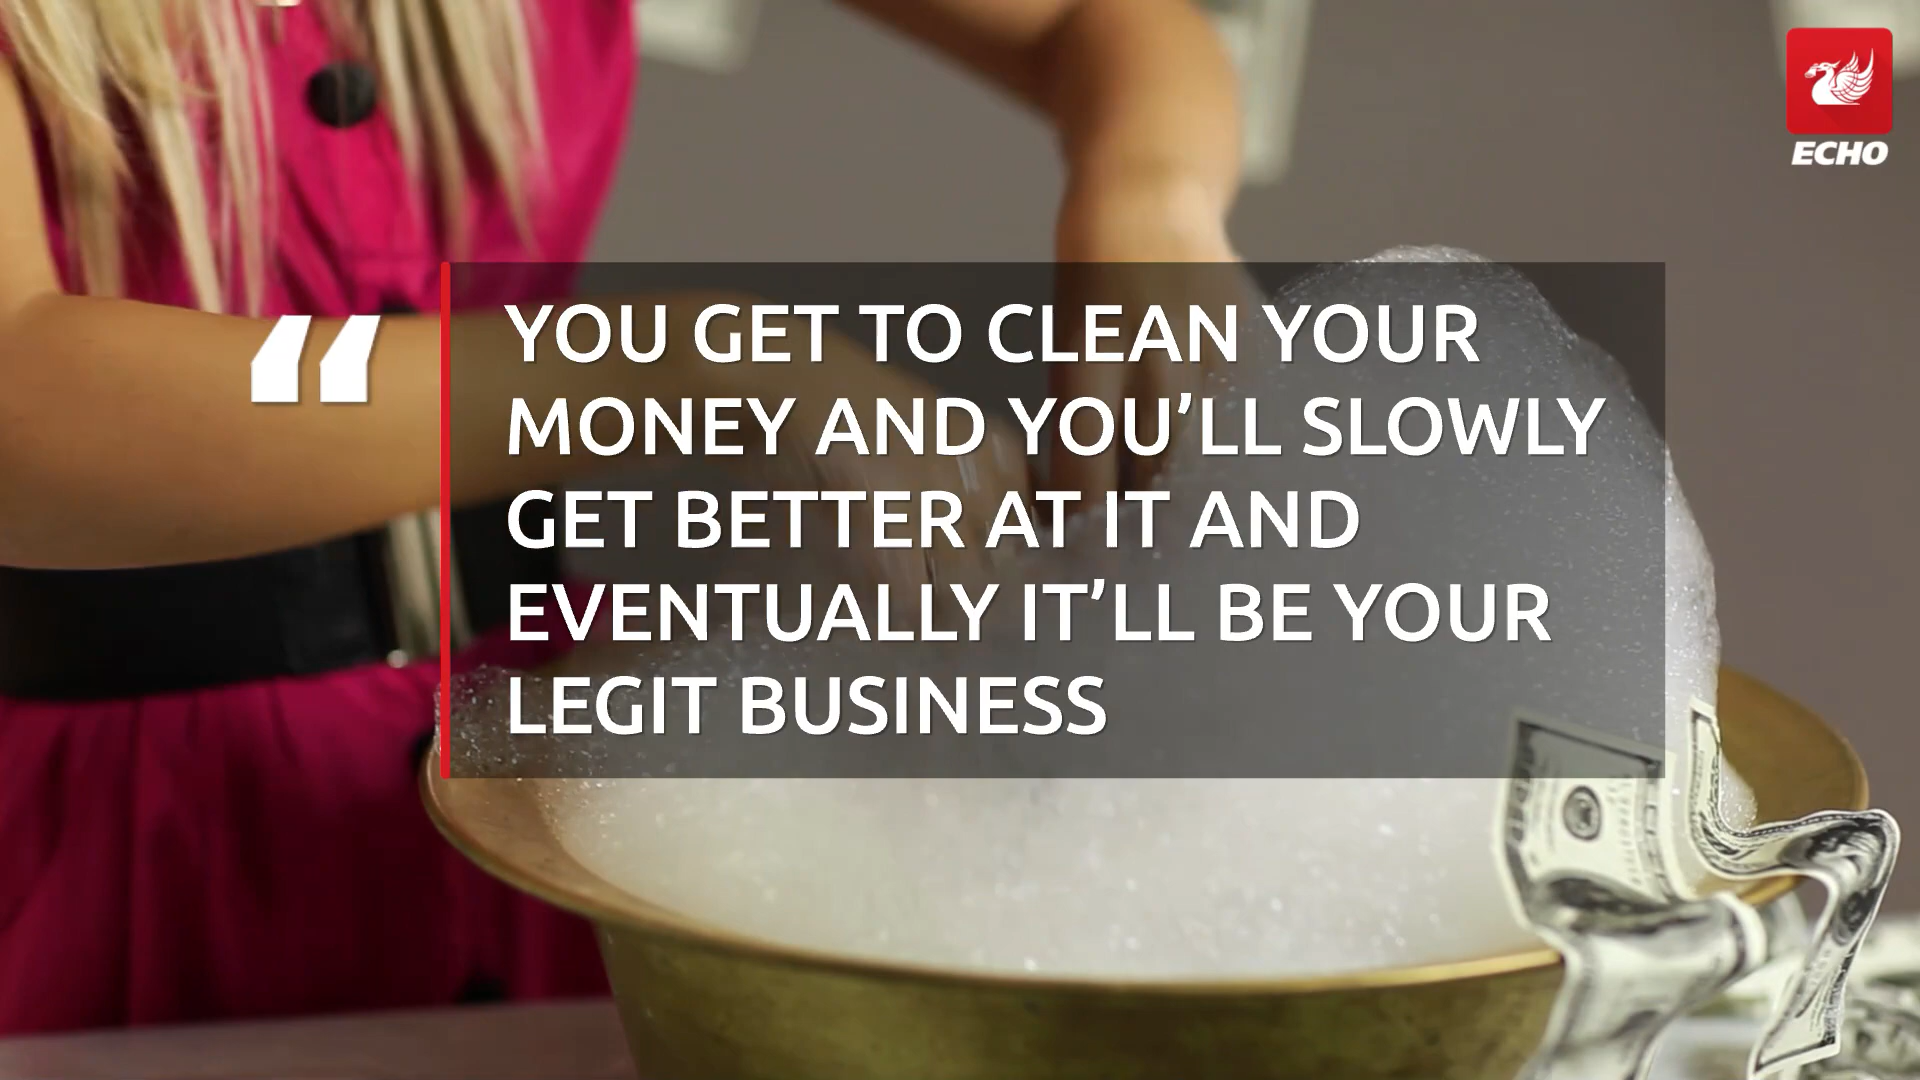 ECHO
“
YOU GET TO CLEAN YOUR
MONEY AND YOU’LL SLOWLY
GET BETTER AT IT AND
EVENTUALLY IT’LL BE YOUR
LEGIT BUSINESS